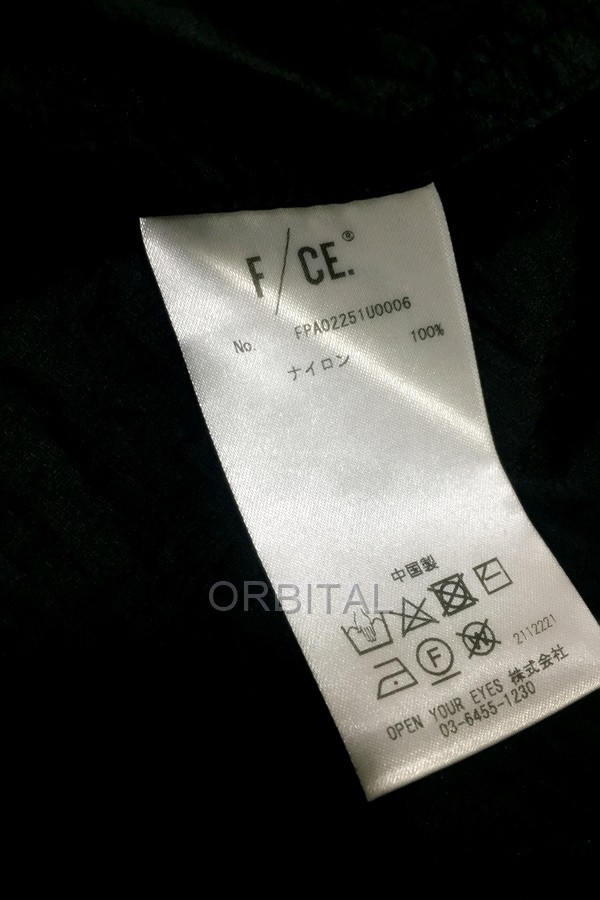 F/CE.®
No. FPA02251U0006
ナイロン 100%
中国製
ORBITAL
F W 2112221
OPEN YOUR EYES 株式会社
03-6455-1230